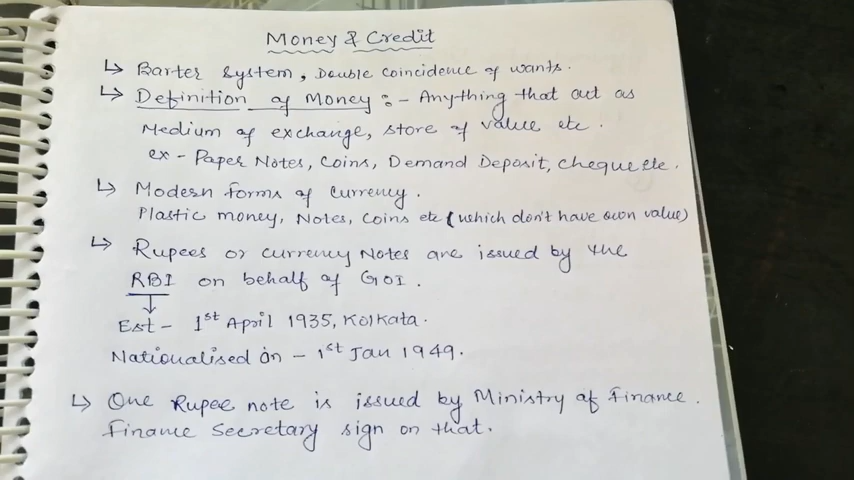 Money & Credit
↳ Barter System, Double coincidence of wants.
↳ Definition of Money :- Anything that act as
Medium of exchange, store of value etc.
ex - Paper Notes, Coins, Demand Deposit, cheque etc.
↳ Modern forms of currency.
Plastic money, Notes, Coins etc (which don't have own value)
↳ Rupees or currency Notes are issued by the
RBI on behalf of GOI.
↓
Est - 1st April 1935, Kolkata.
Nationalised on - 1st Jan 1949.
↳ One Rupee note is issued by Ministry of Finance.
Finance Secretary sign on that.